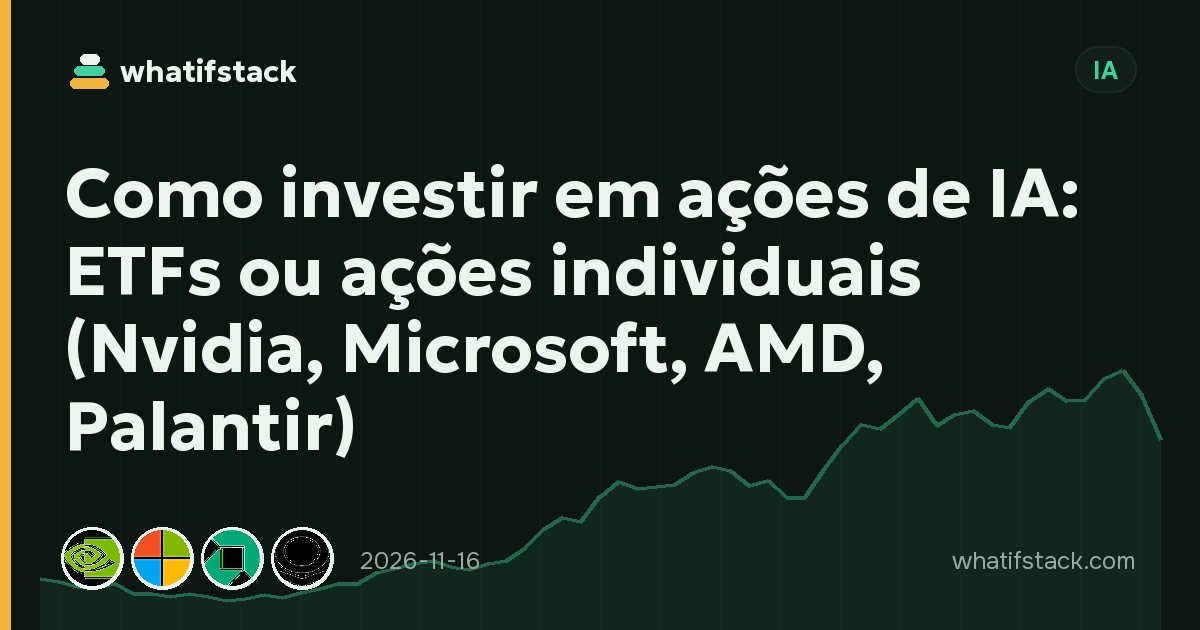 whatifstack
IA
Como investir em ações de IA:
ETFs ou ações individuais
(Nvidia, Microsoft, AMD,
Palantir)
2026-11-16
whatifstack.com